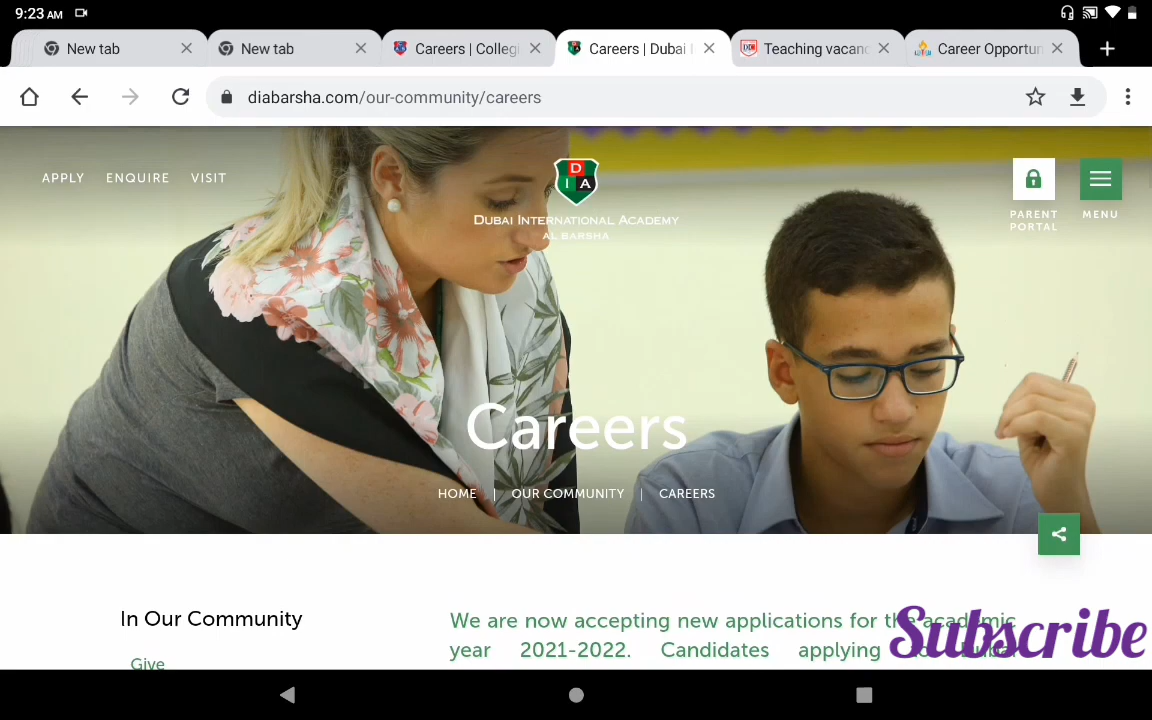 9:23 AM
New tab
New tab
Careers | Collegi
Careers | Dubai I
Teaching vacanc
Career Opportun
diabarsha.com/our-community/careers
APPLY ENQUIRE VISIT
D
I A
DUBAI INTERNATIONAL ACADEMY
AL BARSHA
PARENT
PORTAL
MENU
Careers
HOME | OUR COMMUNITY | CAREERS
In Our Community
Give
We are now accepting new applications for the academic
year 2021-2022. Candidates applying
Subscribe